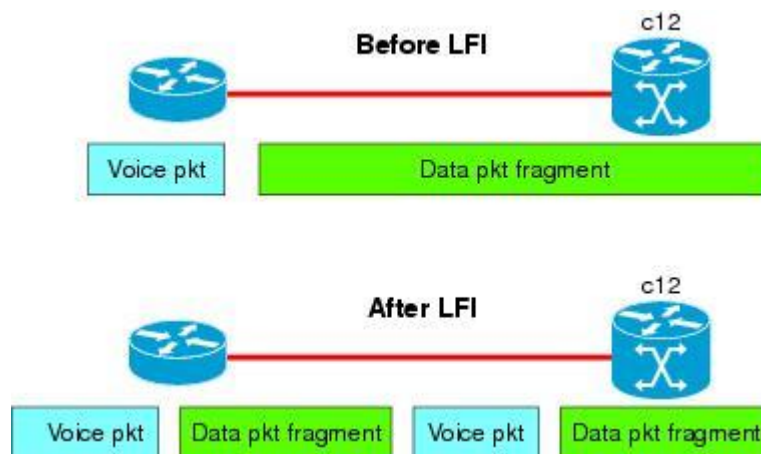 c12
Before LFI
Voice pkt
Data pkt fragment
c12
After LFI
Voice pkt
Data pkt fragment
Voice pkt
Data pkt fragment